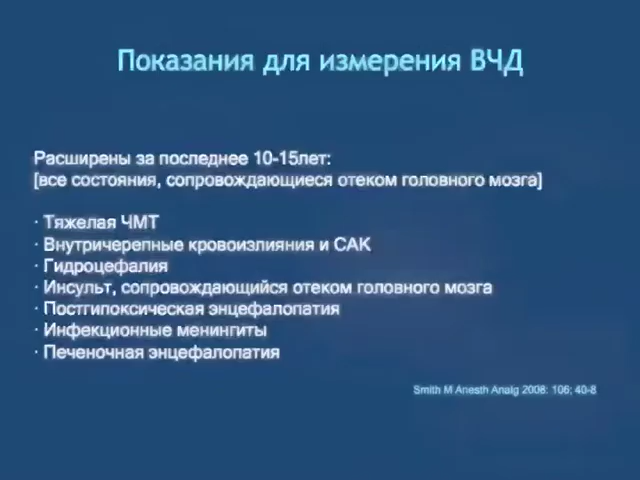 Показания для измерения ВЧД
Расширены за последнее 10-15лет:
[все состояния, сопровождающиеся отеком головного мозга]
· Тяжелая ЧМТ
· Внутричерепные кровоизлияния и САК
· Гидроцефалия
· Инсульт, сопровождающийся отеком головного мозга
· Постгипоксическая энцефалопатия
· Инфекционные менингиты
· Печеночная энцефалопатия
Smith M Anesth Analg 2008: 106; 40-8